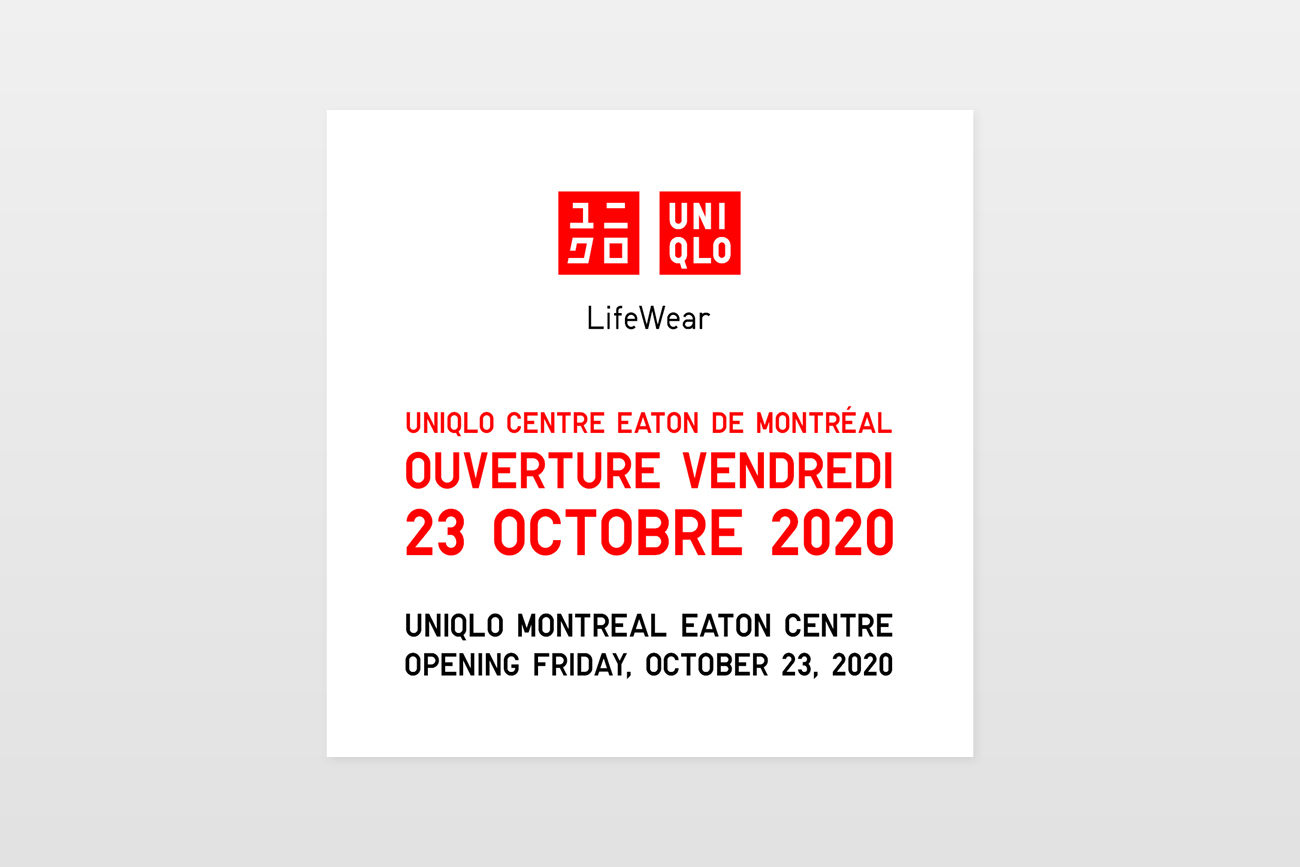 ユニ
クロ
UNI
QLO
LifeWear
UNIQLO CENTRE EATON DE MONTRÉAL
OUVERTURE VENDREDI
23 OCTOBRE 2020
UNIQLO MONTREAL EATON CENTRE
OPENING FRIDAY, OCTOBER 23, 2020